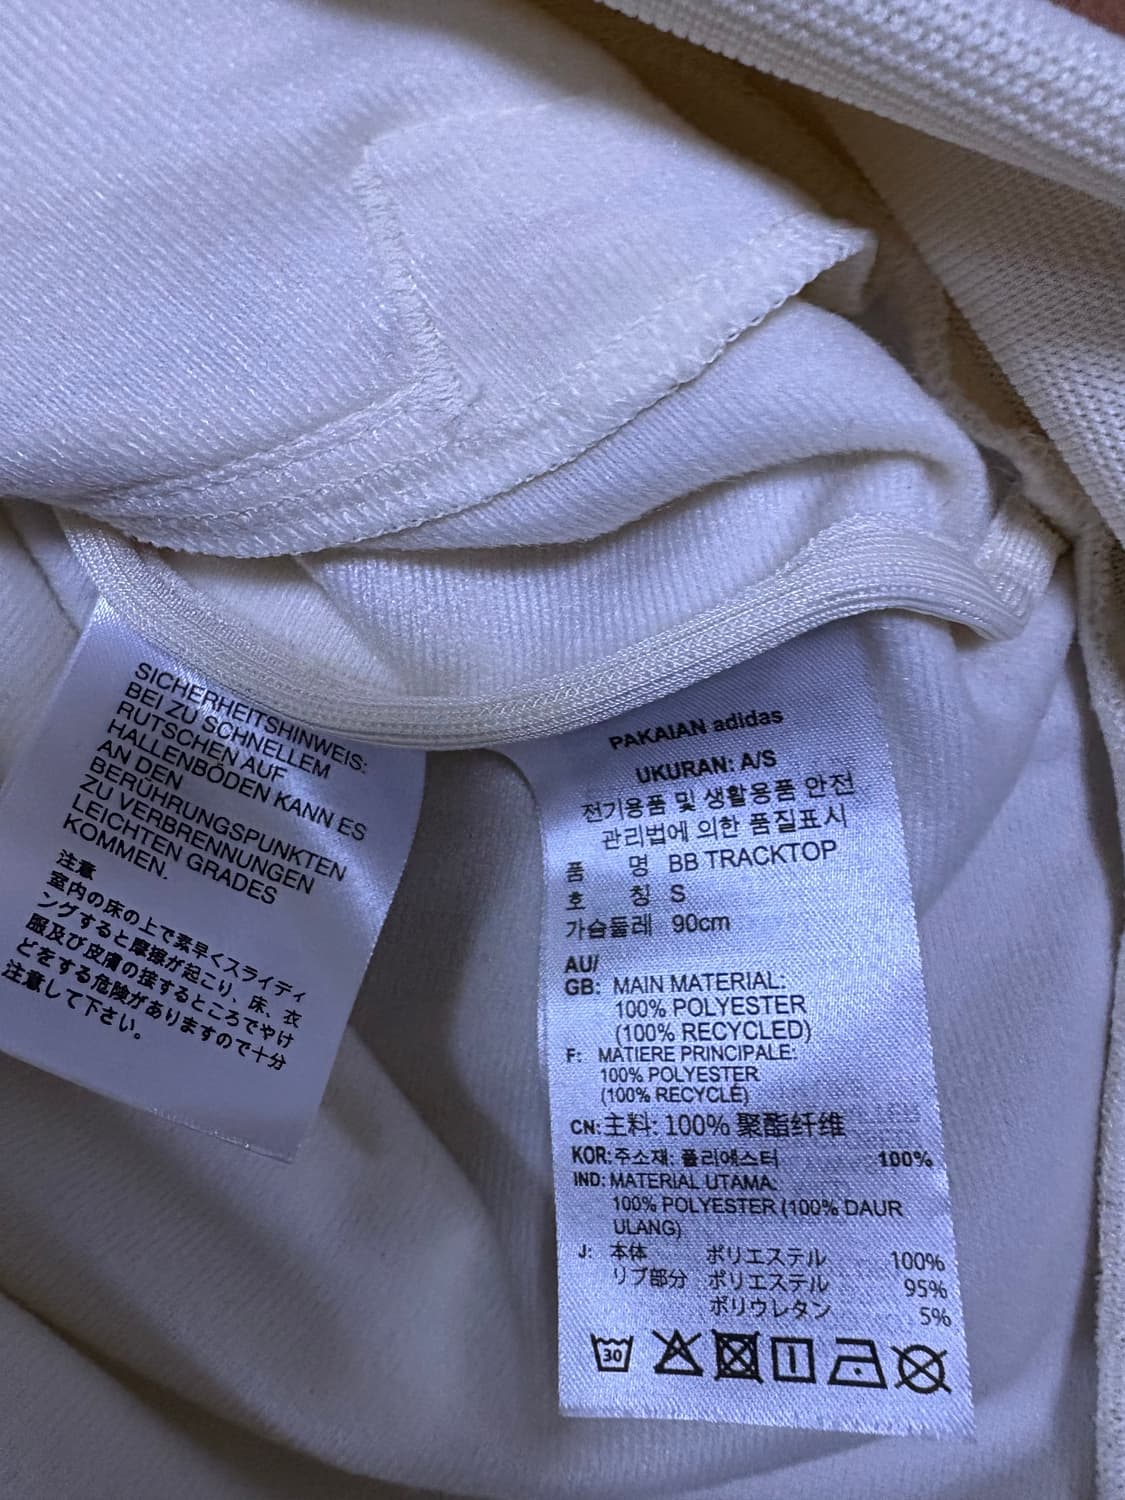 SICHERHEITSHINWEIS:
BEI ZU SCHNELLEM
RUTSCHEN AUF
HALLENBÖDEN KANN ES
AN DEN
BERÜHRUNGSPUNKTEN
ZU VERBRENNUNGEN
LEICHTEN GRADES
KOMMEN.
注意
室内の床の上で素早くスライディ
ングすると摩擦が起こり、床、衣
服及び皮膚の接するところでやけ
どをする危険がありますので十分
注意して下さい。
PAKAIAN adidas
UKURAN: A/S
전기용품 및 생활용품 안전
관리법에 의한 품질표시
품 명 BB TRACKTOP
호 칭 S
가슴둘레 90cm
AU/
GB: MAIN MATERIAL:
100% POLYESTER
(100% RECYCLED)
F: MATIERE PRINCIPALE:
100% POLYESTER
(100% RECYCLÉ)
CN: 主料: 100% 聚酯纤维
KOR: 주소재: 폴리에스터 100%
IND: MATERIAL UTAMA:
100% POLYESTER (100% DAUR
ULANG)
J: 本体 ポリエステル 100%
リブ部分 ポリエステル 95%
ポリウレタン 5%
30